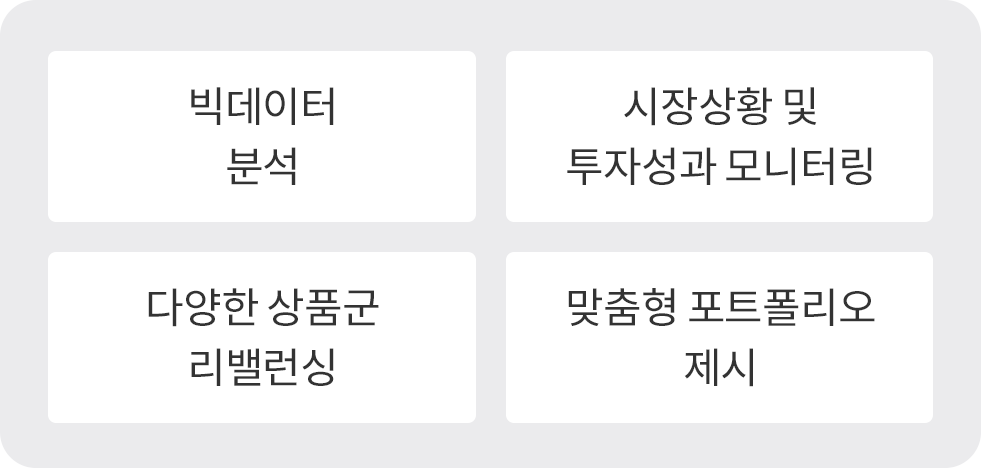 빅데이터
분석
시장상황 및
투자성과 모니터링
다양한 상품군
리밸런싱
맞춤형 포트폴리오
제시